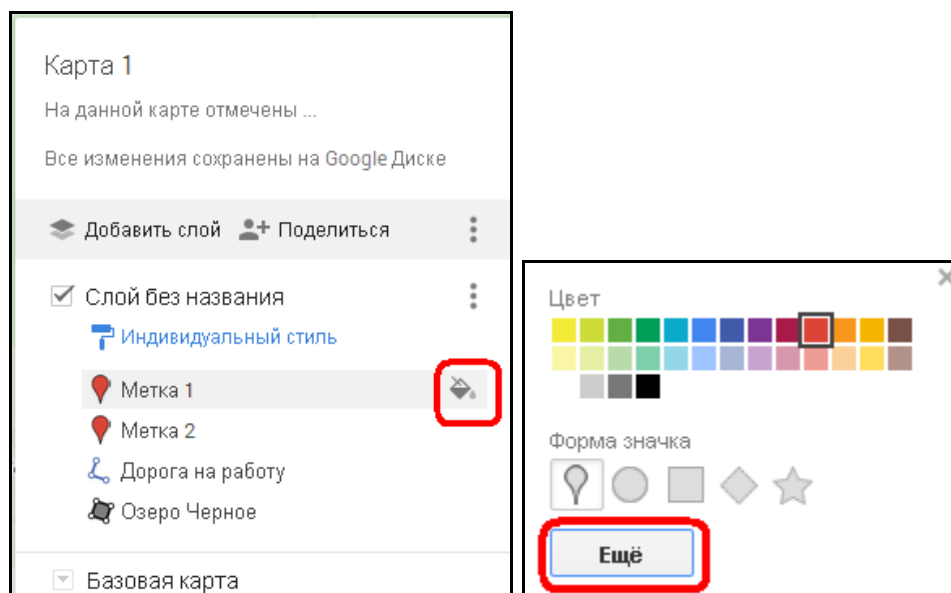 Карта 1
На данной карте отмечены ...
Все изменения сохранены на Google Диске
Добавить слой
Поделиться
Слой без названия
Индивидуальный стиль
Метка 1
Метка 2
Дорога на работу
Озеро Черное
Базовая карта
Цвет
Форма значка
Ещё